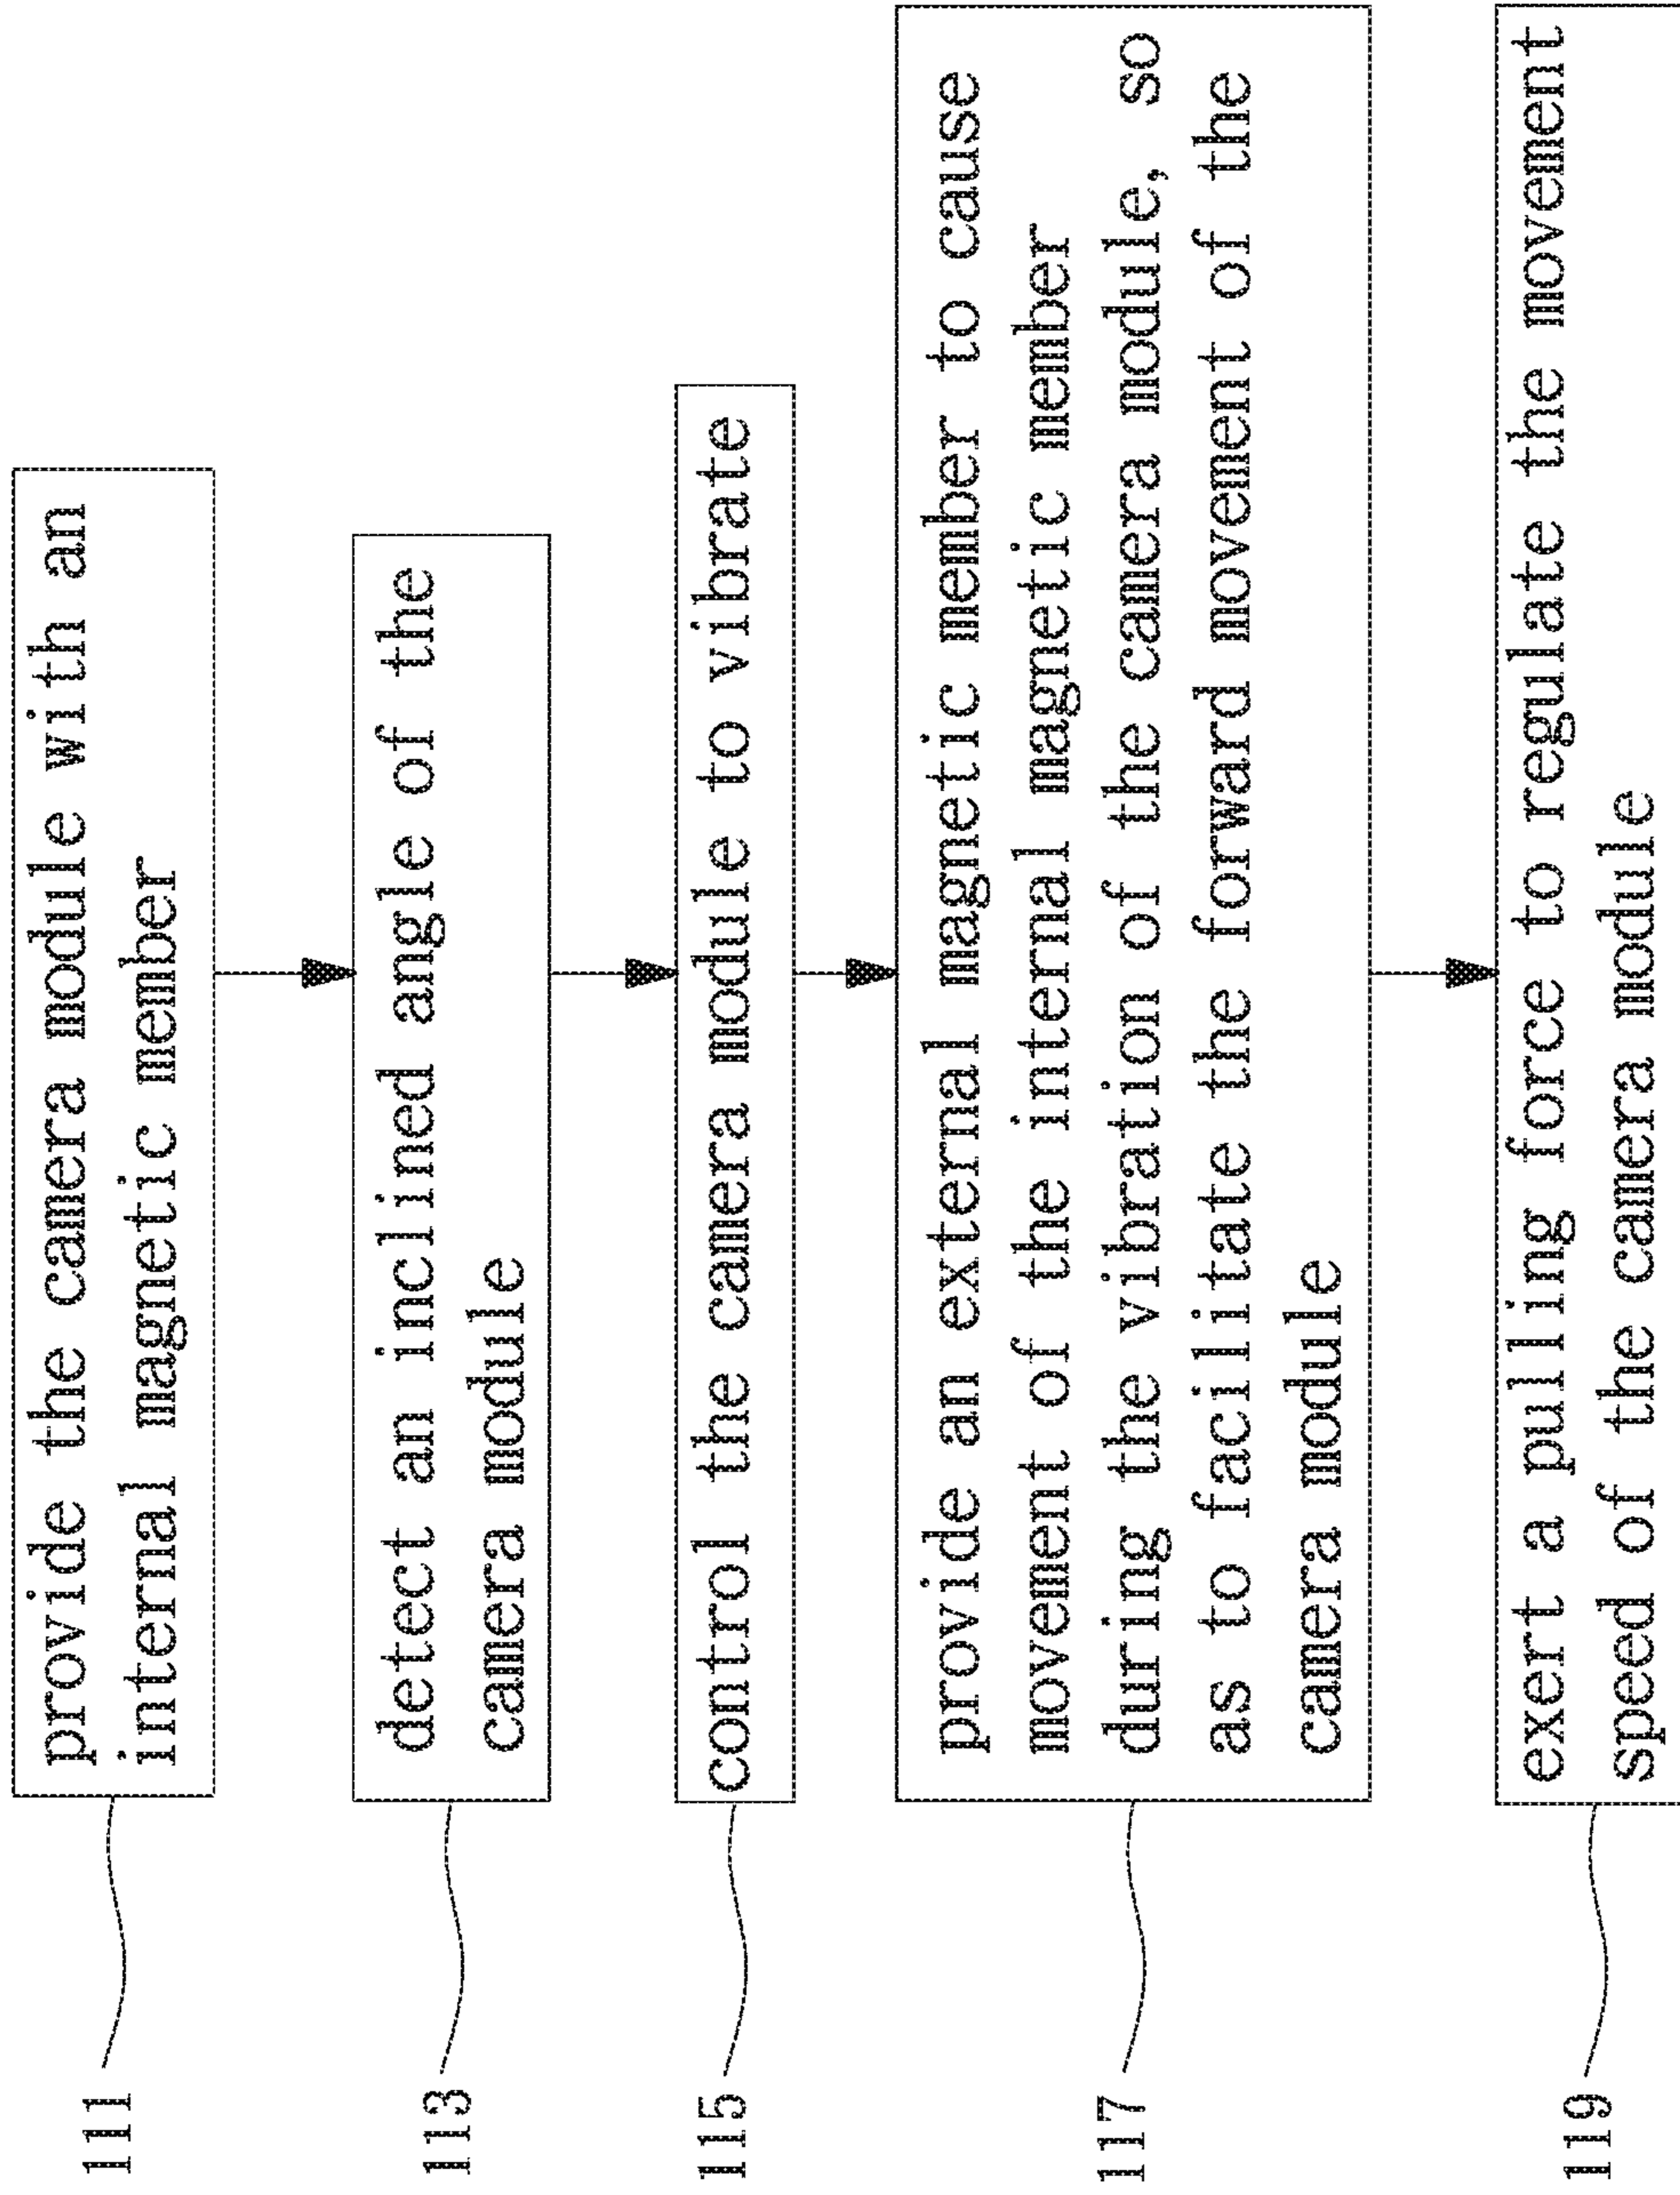 111
provide the camera module with an
internal magnetic member
113
detect an inclined angle of the
camera module
115
control the camera module to vibrate
117
provide an external magnetic member to cause
movement of the internal magnetic member
during the vibration of the camera module, so
as to facilitate the forward movement of the
camera module
119
exert a pulling force to regulate the movement
speed of the camera module